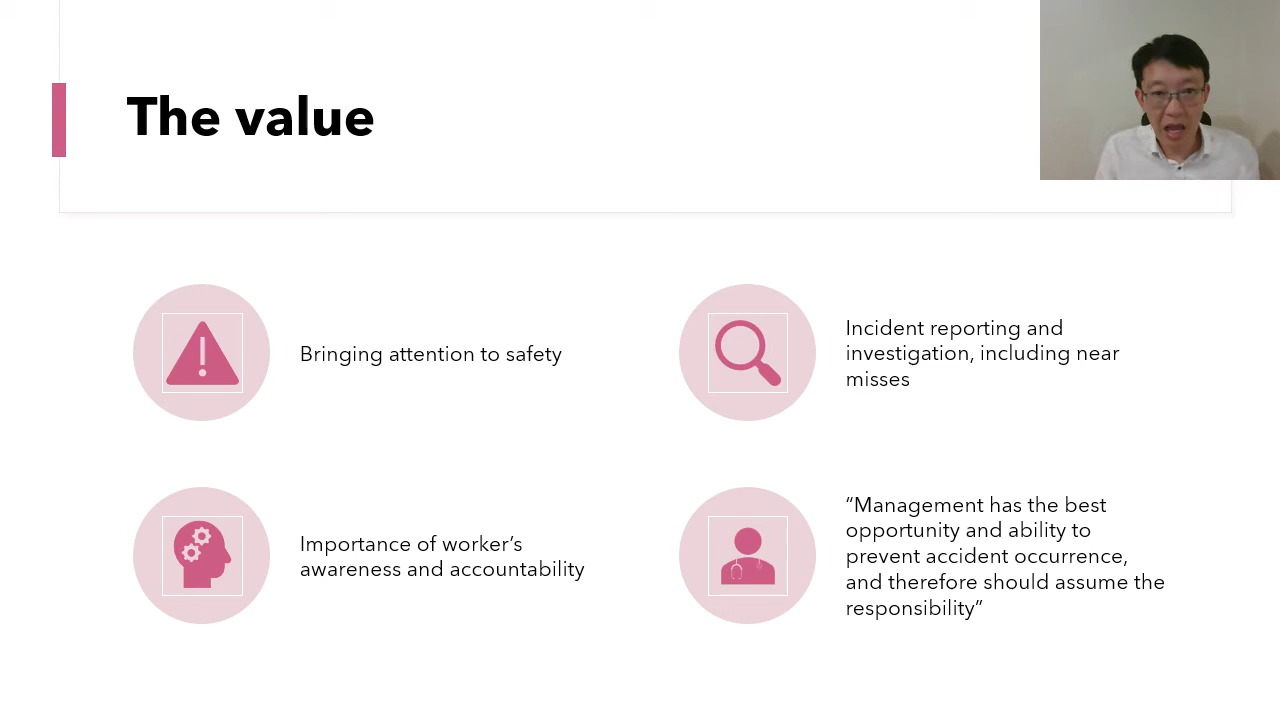 The value
Bringing attention to safety
Incident reporting and
investigation, including near
misses
Importance of worker’s
awareness and accountability
“Management has the best
opportunity and ability to
prevent accident occurrence,
and therefore should assume the
responsibility”